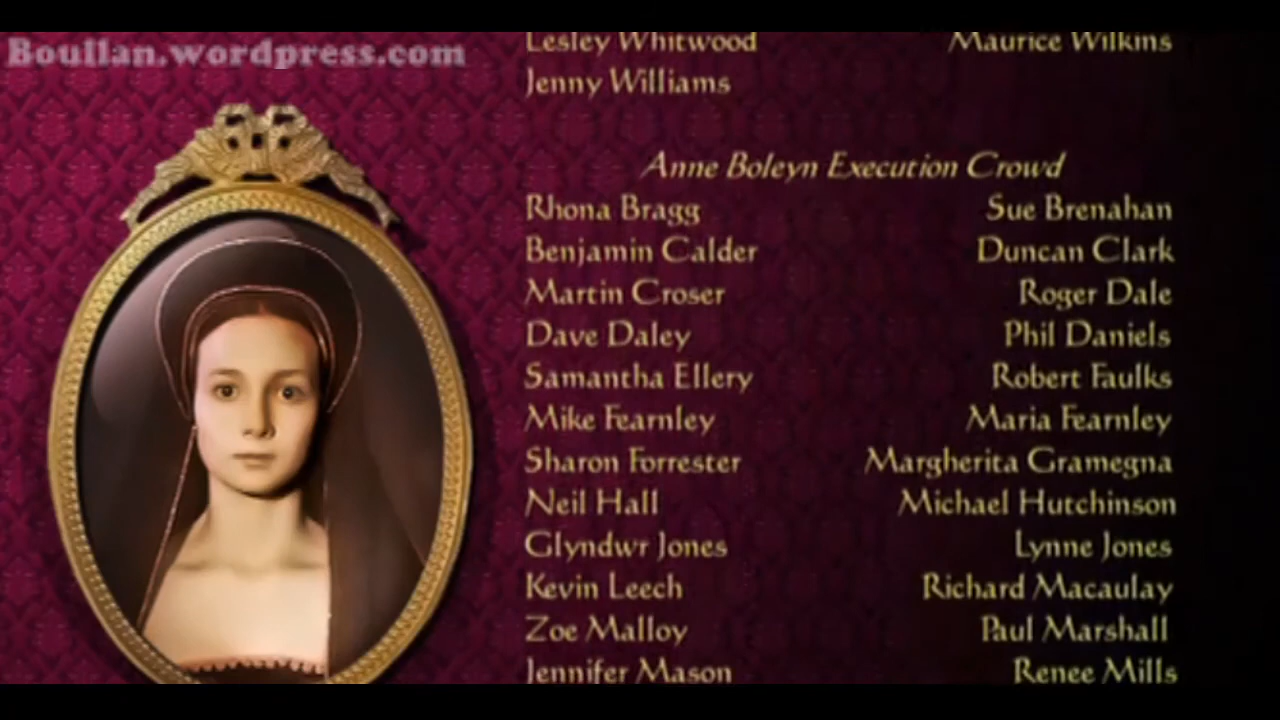 Boullan.wordpress.com
Lesley Whitwood Maurice Wilkins
Jenny Williams
Anne Boleyn Execution Crowd
Rhona Bragg Sue Brenahan
Benjamin Calder Duncan Clark
Martin Croser Roger Dale
Dave Daley Phil Daniels
Samantha Ellery Robert Faulks
Mike Fearnley Maria Fearnley
Sharon Forrester Margherita Gramegna
Neil Hall Michael Hutchinson
Glyndwr Jones Lynne Jones
Kevin Leech Richard Macaulay
Zoe Malloy Paul Marshall
Jennifer Mason Renee Mills